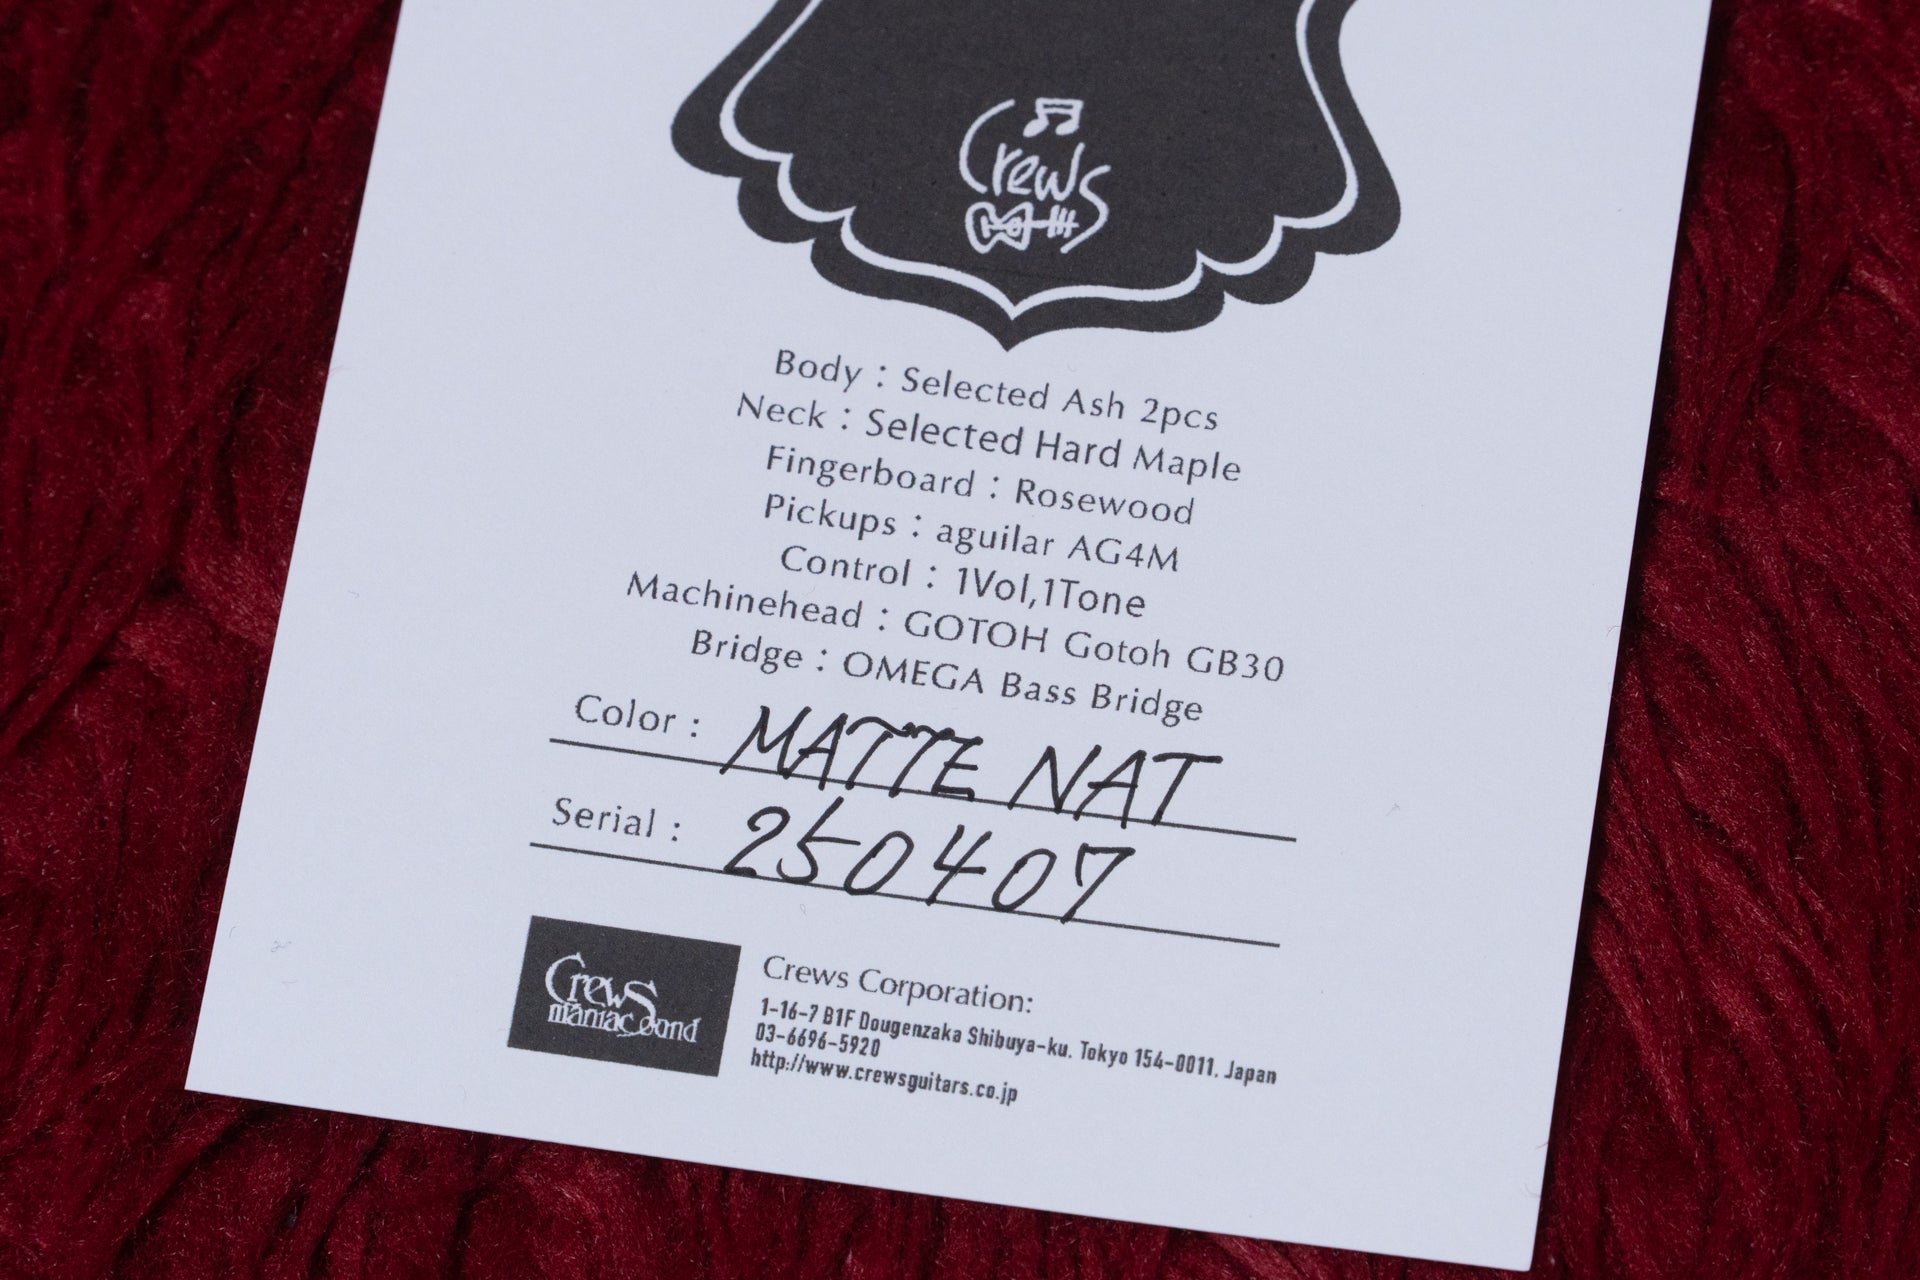 Crews
Body : Selected Ash 2pcs
Neck : Selected Hard Maple
Fingerboard : Rosewood
Pickups : aguilar AG4M
Control : 1Vol,1Tone
Machinehead : GOTOH Gotoh GB30
Bridge : OMEGA Bass Bridge
Color : MATTE NAT
Serial : 250407
Crews
maniac sound
Crews Corporation:
1-16-7 B1F Dougenzaka Shibuya-ku. Tokyo 154-0011. Japan
03-6696-5920
http://www.crewsguitars.co.jp